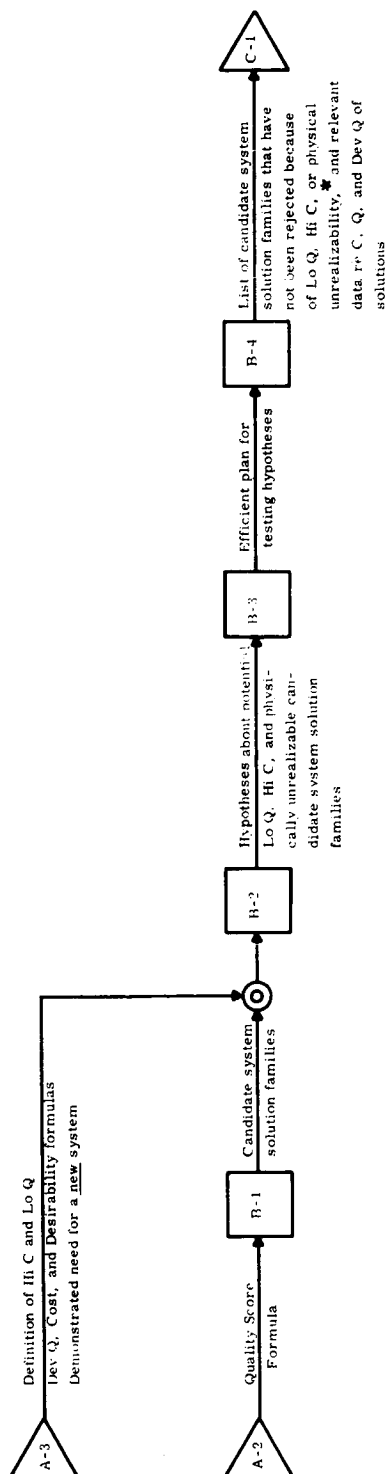 A-3
Definition of Hi C and Lo Q
Dev Q, Cost, and Desirability formulas
Demonstrated need for a new system
A-2
Quality Score
Formula
B-1
Candidate system
solution families
B-2
Hypotheses about potential
Lo Q, Hi C, and physi-
cally unrealizable can-
didate system solution
families
B-3
Efficient plan for
testing hypotheses
B-4
List of candidate system
solution families that have
not been rejected because
of Lo Q, Hi C, or physical
unrealizability,* and relevant
data re C, Q, and Dev Q of
solutions
C-1